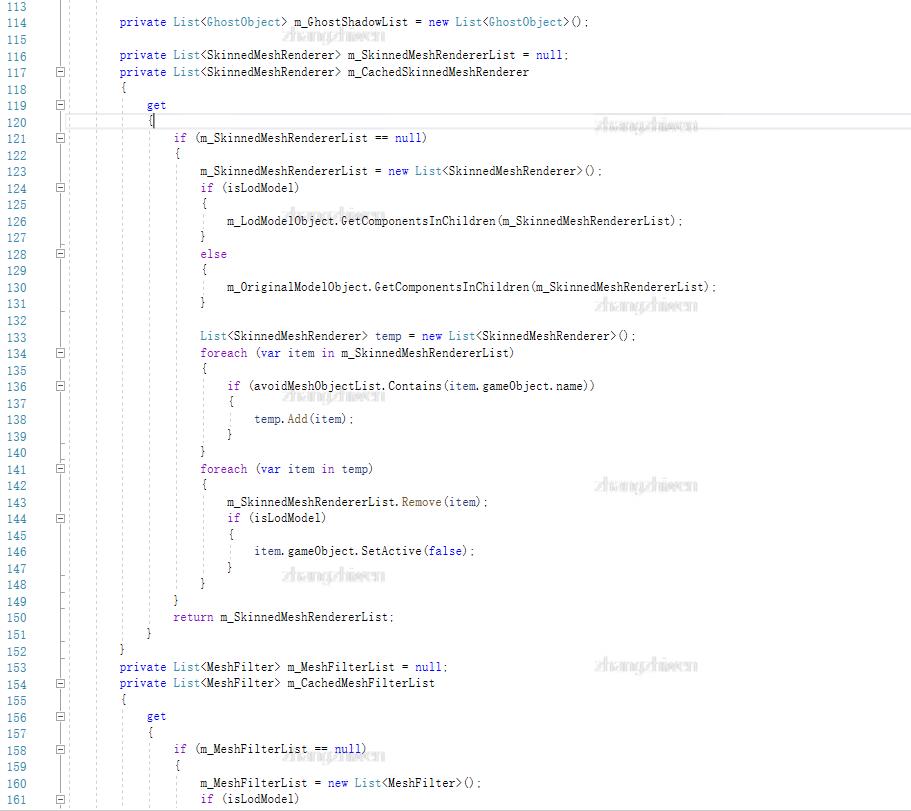 113
114 private List<GhostObject> m_GhostShadowList = new List<GhostObject>();
115
116 private List<SkinnedMeshRenderer> m_SkinnedMeshRendererList = null;
117 private List<SkinnedMeshRenderer> m_CachedSkinnedMeshRenderer
118 {
119 get
120 {
121 if (m_SkinnedMeshRendererList == null)
122 {
123 m_SkinnedMeshRendererList = new List<SkinnedMeshRenderer>();
124 if (isLodModel)
125 {
126 m_LodModelObject.GetComponentsInChildren(m_SkinnedMeshRendererList);
127 }
128 else
129 {
130 m_OriginalModelObject.GetComponentsInChildren(m_SkinnedMeshRendererList);
131 }
132
133 List<SkinnedMeshRenderer> temp = new List<SkinnedMeshRenderer>();
134 foreach (var item in m_SkinnedMeshRendererList)
135 {
136 if (avoidMeshObjectList.Contains(item.gameObject.name))
137 {
138 temp.Add(item);
139 }
140 }
141 foreach (var item in temp)
142 {
143 m_SkinnedMeshRendererList.Remove(item);
144 if (isLodModel)
145 {
146 item.gameObject.SetActive(false);
147 }
148 }
149 }
150 return m_SkinnedMeshRendererList;
151 }
152 }
153 private List<MeshFilter> m_MeshFilterList = null;
154 private List<MeshFilter> m_CachedMeshFilterList
155 {
156 get
157 {
158 if (m_MeshFilterList == null)
159 {
160 m_MeshFilterList = new List<MeshFilter>();
161 if (isLodModel)